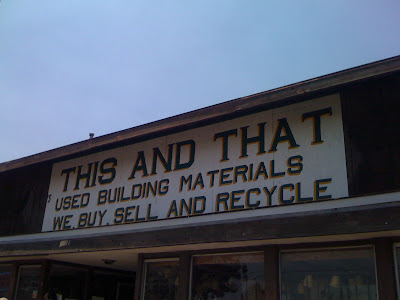 THIS AND THAT
USED BUILDING MATERIALS
WE BUY, SELL AND RECYCLE